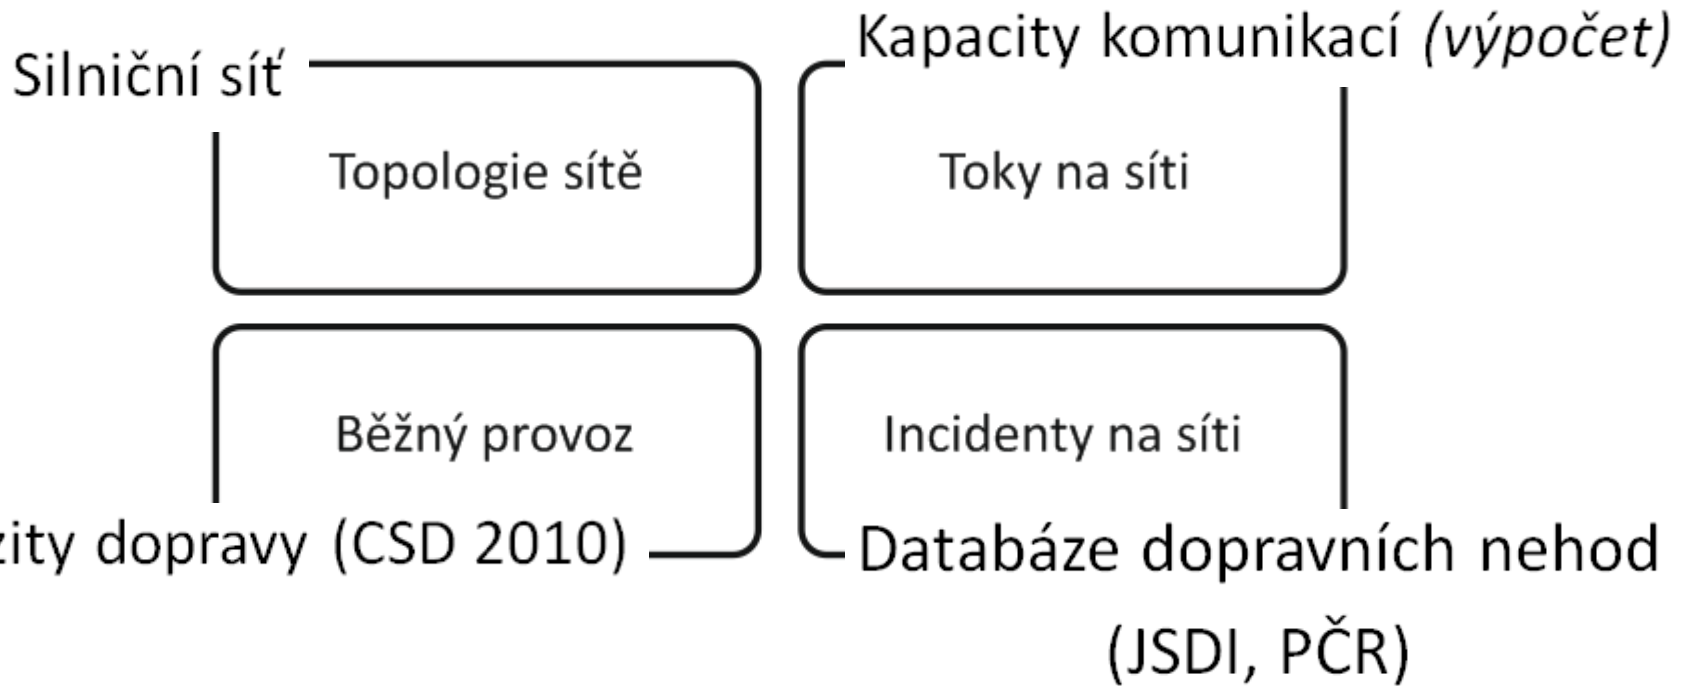 Silniční síť
Kapacity komunikací (výpočet)
Topologie sítě
Toky na síti
Běžný provoz
Incidenty na síti
zity dopravy (CSD 2010)
Databáze dopravních nehod
(JSDI, PČR)